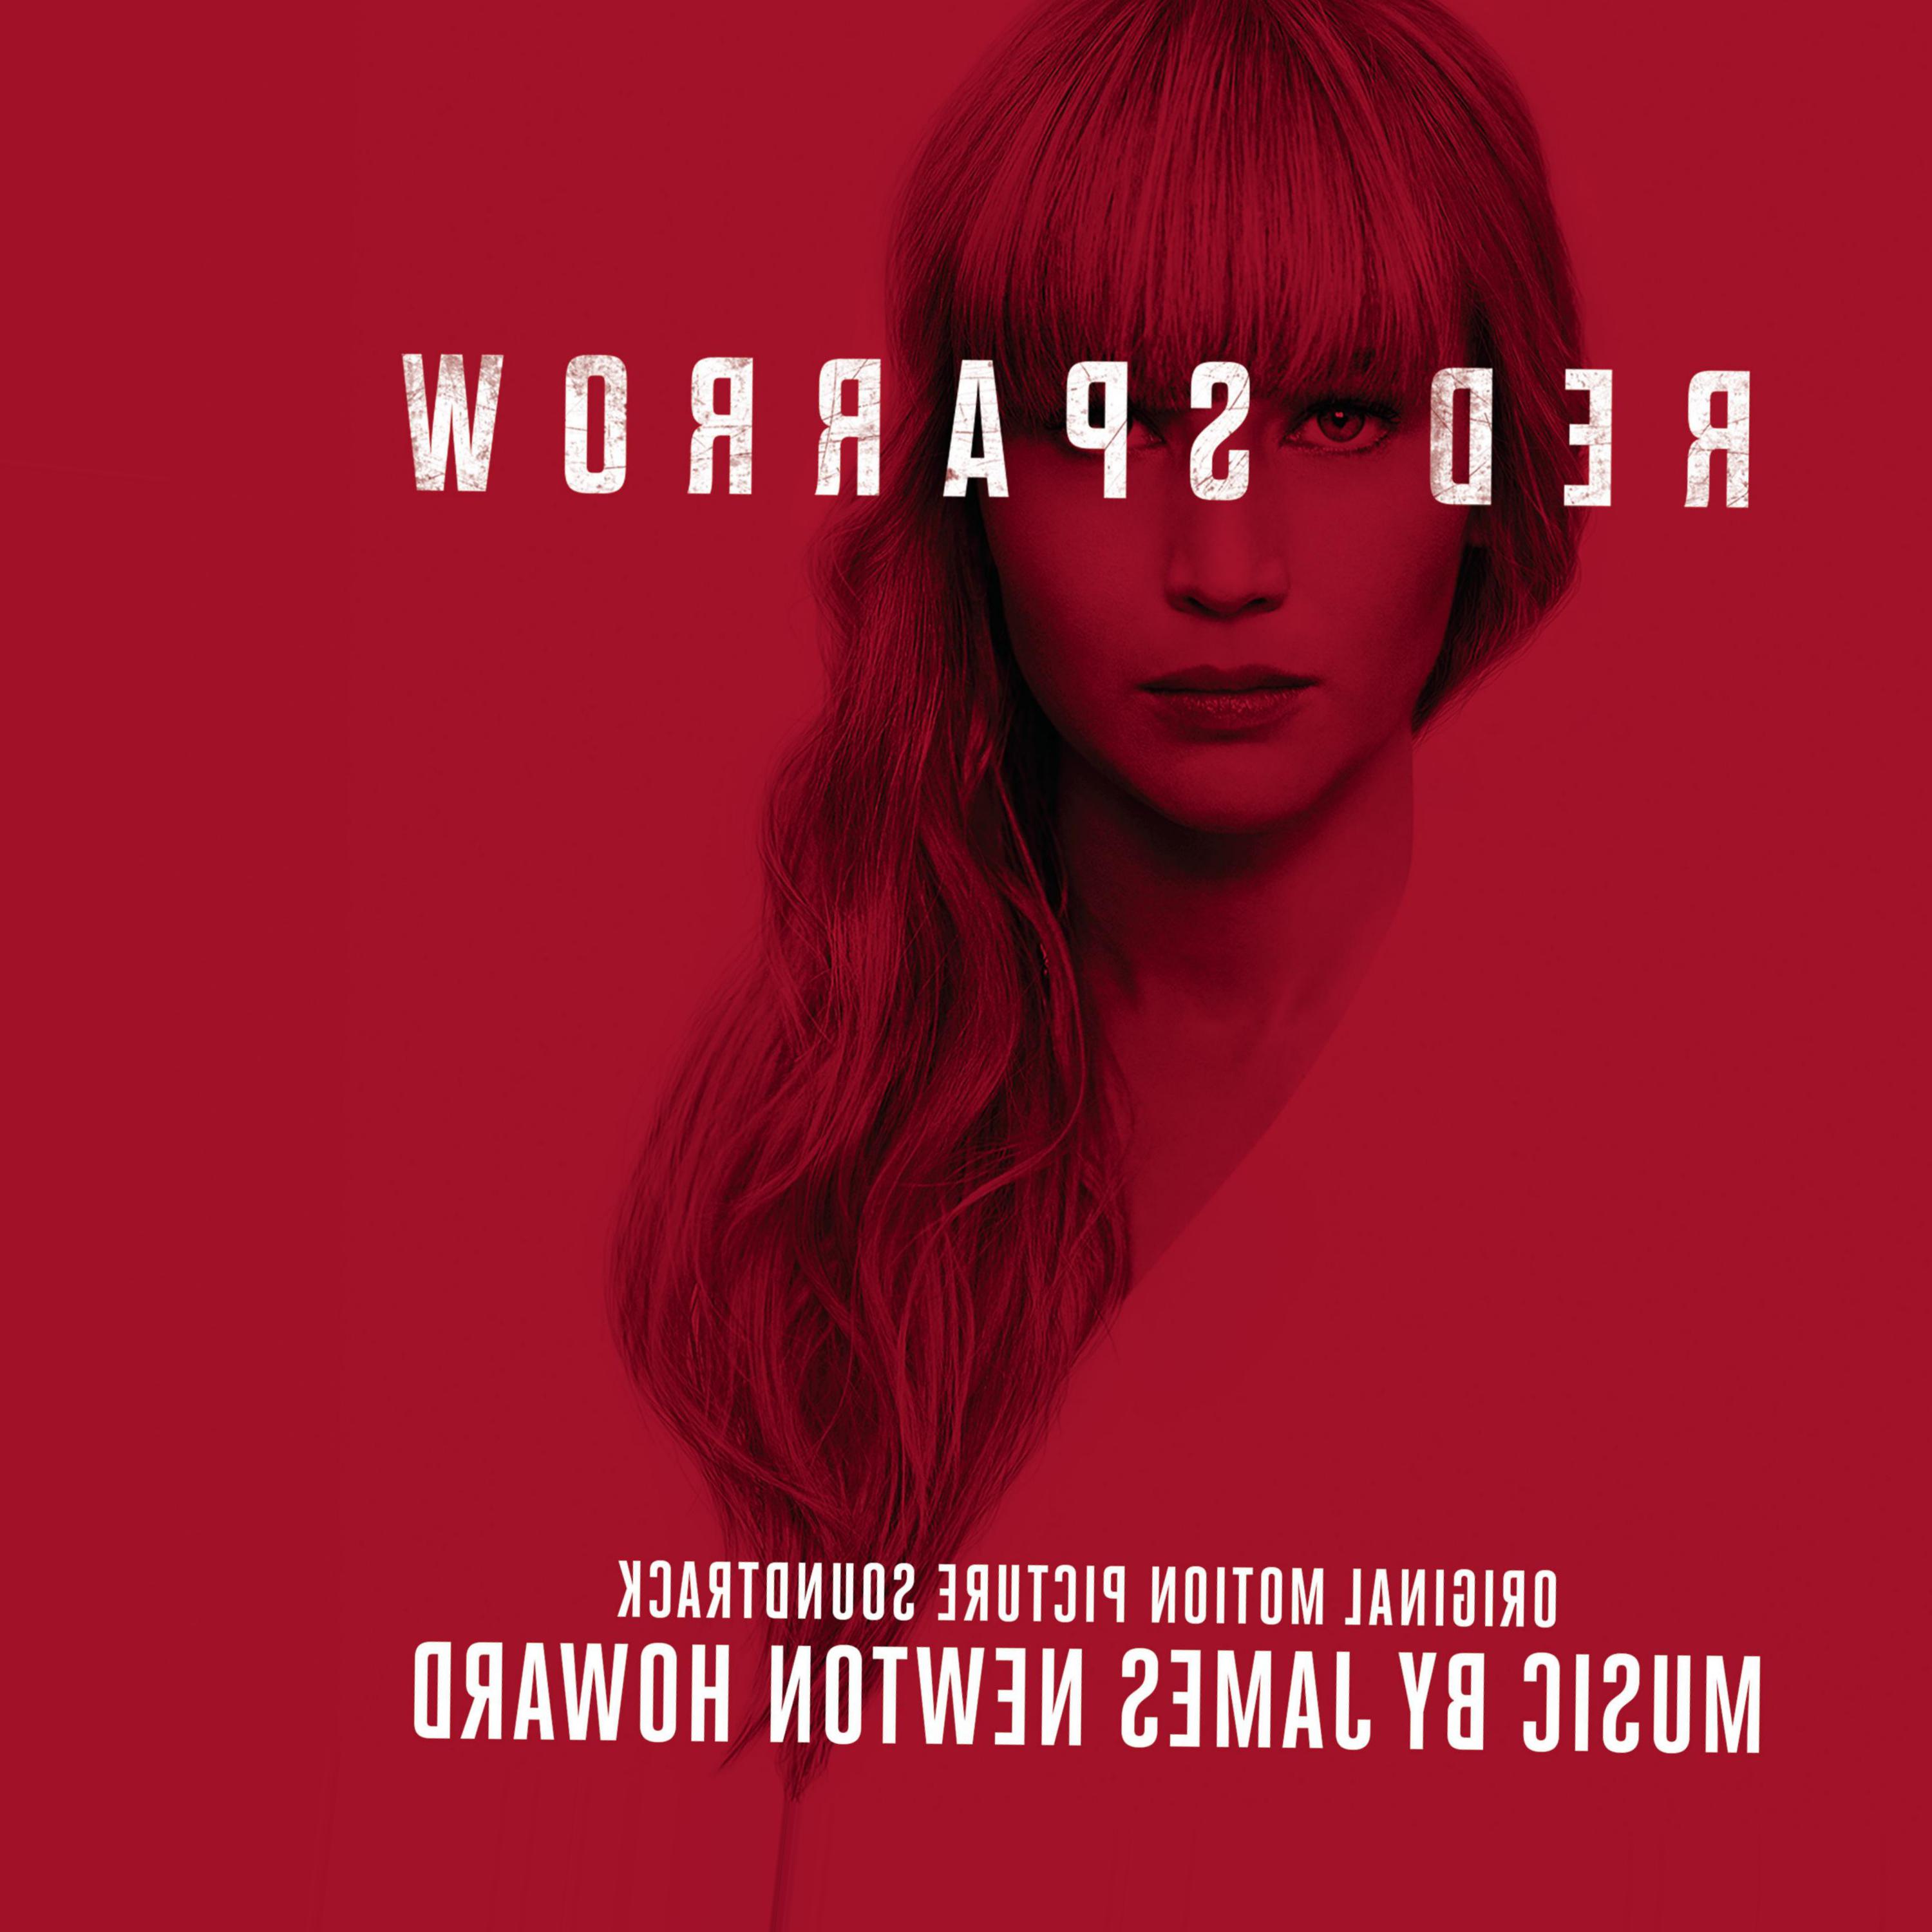 RED SPARROW
ORIGINAL MOTION PICTURE SOUNDTRACK
MUSIC BY JAMES NEWTON HOWARD